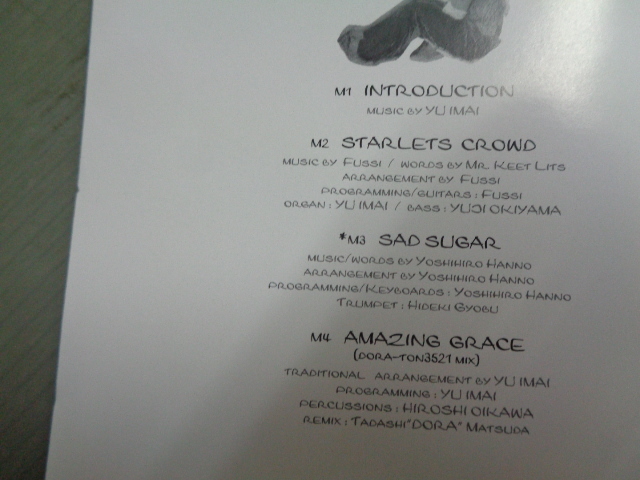 M1 INTRODUCTION
MUSIC BY YU IMAI
M2 STARLETS CROWD
MUSIC BY FUSSI / WORDS BY MR. KEET LITS
ARRANGEMENT BY FUSSI
PROGRAMMING/GUITARS : FUSSI
ORGAN : YU IMAI / BASS : YUJI OKIYAMA
*M3 SAD SUGAR
MUSIC/WORDS BY YOSHIHIRO HANNO
ARRANGEMENT BY YOSHIHIRO HANNO
PROGRAMMING/KEYBOARDS : YOSHIHIRO HANNO
TRUMPET : HIDEKI GYOBU
M4 AMAZING GRACE
(DORA-TON3521 MIX)
TRADITIONAL ARRANGEMENT BY YU IMAI
PROGRAMMING : YU IMAI
PERCUSSIONS : HIROSHI OIKAWA
REMIX : TADASHI"DORA" MATSUDA